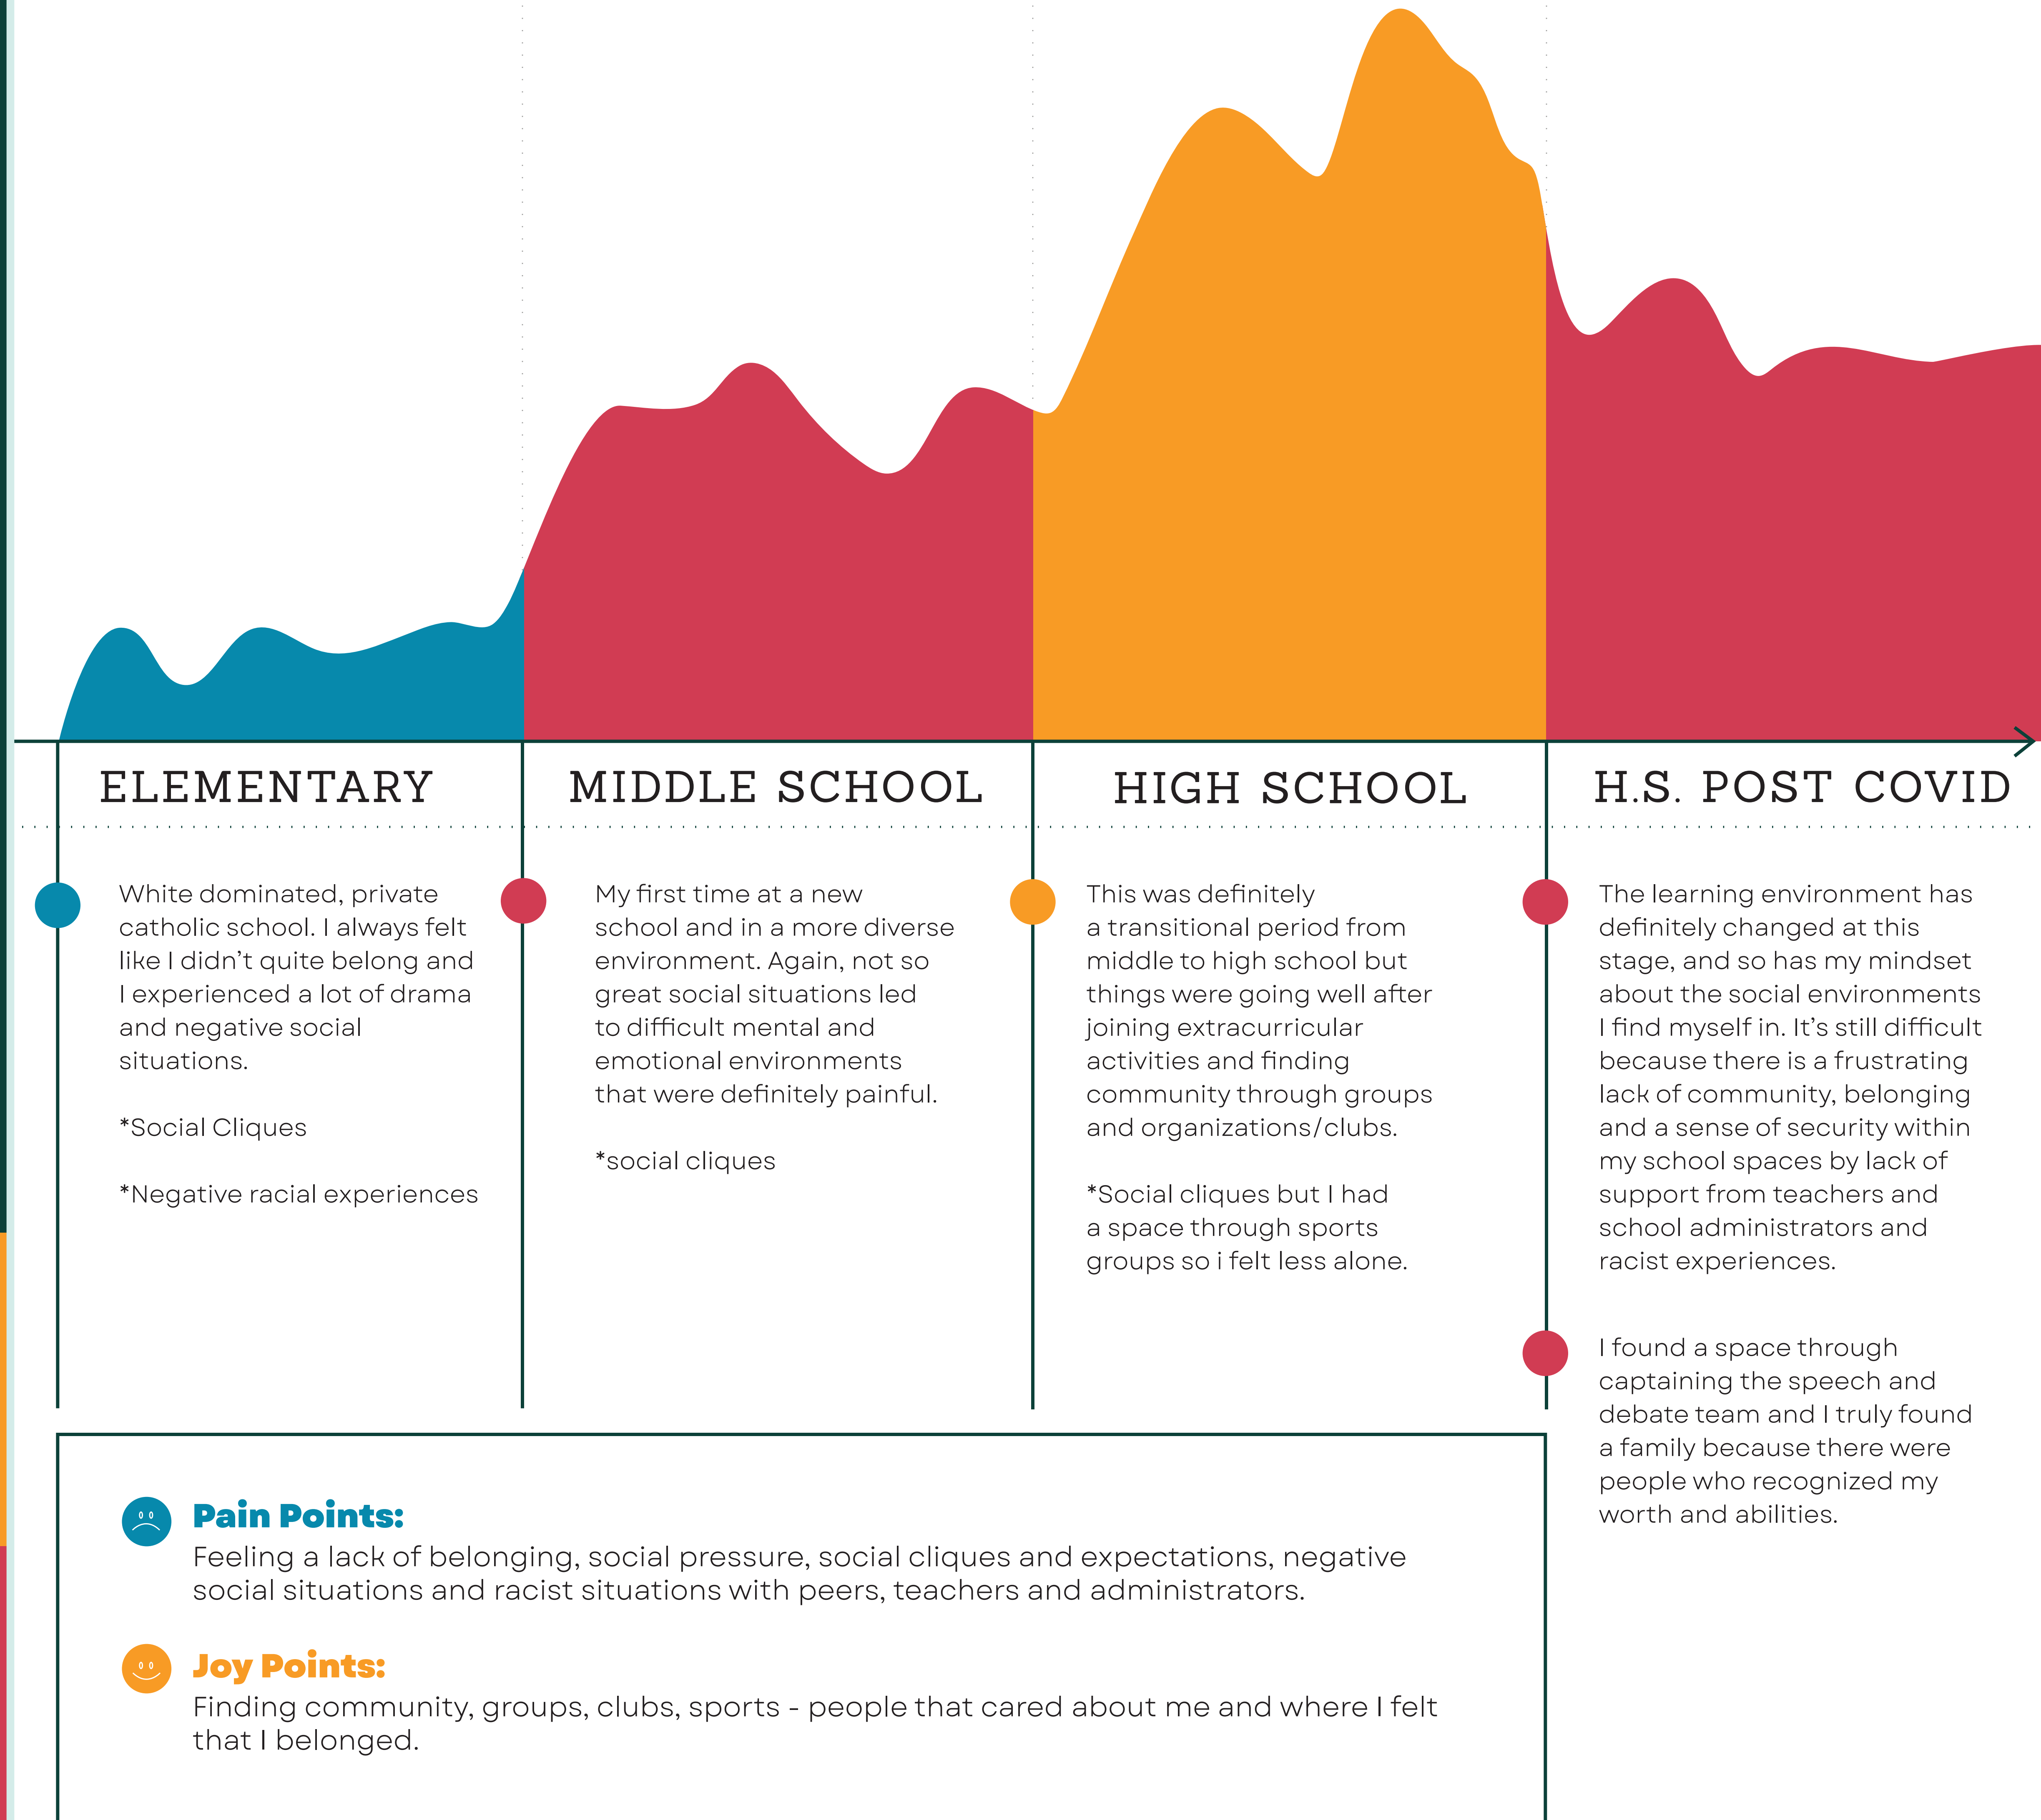 ELEMENTARY
MIDDLE SCHOOL
HIGH SCHOOL
H.S. POST COVID
White dominated, private
catholic school. I always felt
like I didn’t quite belong and
I experienced a lot of drama
and negative social
situations.
*Social Cliques
*Negative racial experiences
My first time at a new
school and in a more diverse
environment. Again, not so
great social situations led
to difficult mental and
emotional environments
that were definitely painful.
*social cliques
This was definitely
a transitional period from
middle to high school but
things were going well after
joining extracurricular
activities and finding
community through groups
and organizations/clubs.
*Social cliques but I had
a space through sports
groups so i felt less alone.
The learning environment has
definitely changed at this
stage, and so has my mindset
about the social environments
I find myself in. It’s still difficult
because there is a frustrating
lack of community, belonging
and a sense of security within
my school spaces by lack of
support from teachers and
school administrators and
racist experiences.
I found a space through
captaining the speech and
debate team and I truly found
a family because there were
people who recognized my
worth and abilities.
Pain Points:
Feeling a lack of belonging, social pressure, social cliques and expectations, negative
social situations and racist situations with peers, teachers and administrators.
Joy Points:
Finding community, groups, clubs, sports - people that cared about me and where I felt
that I belonged.